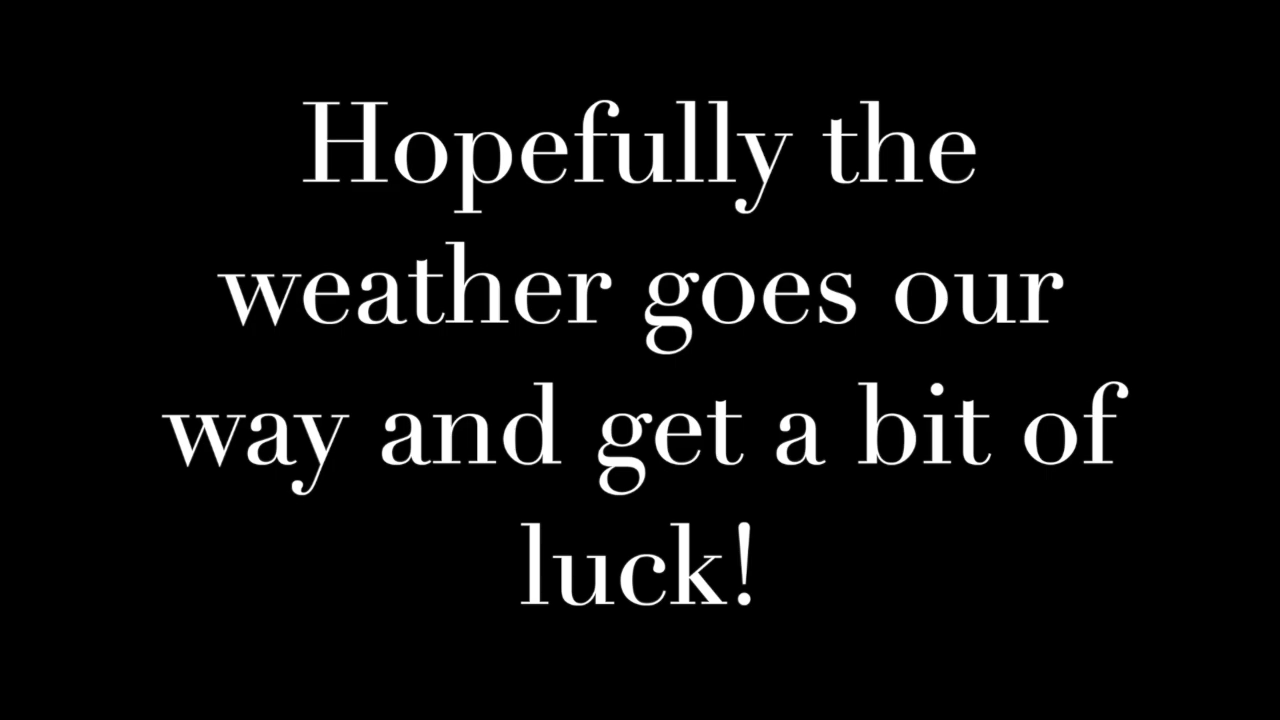 Hopefully the
weather goes our
way and get a bit of
luck!